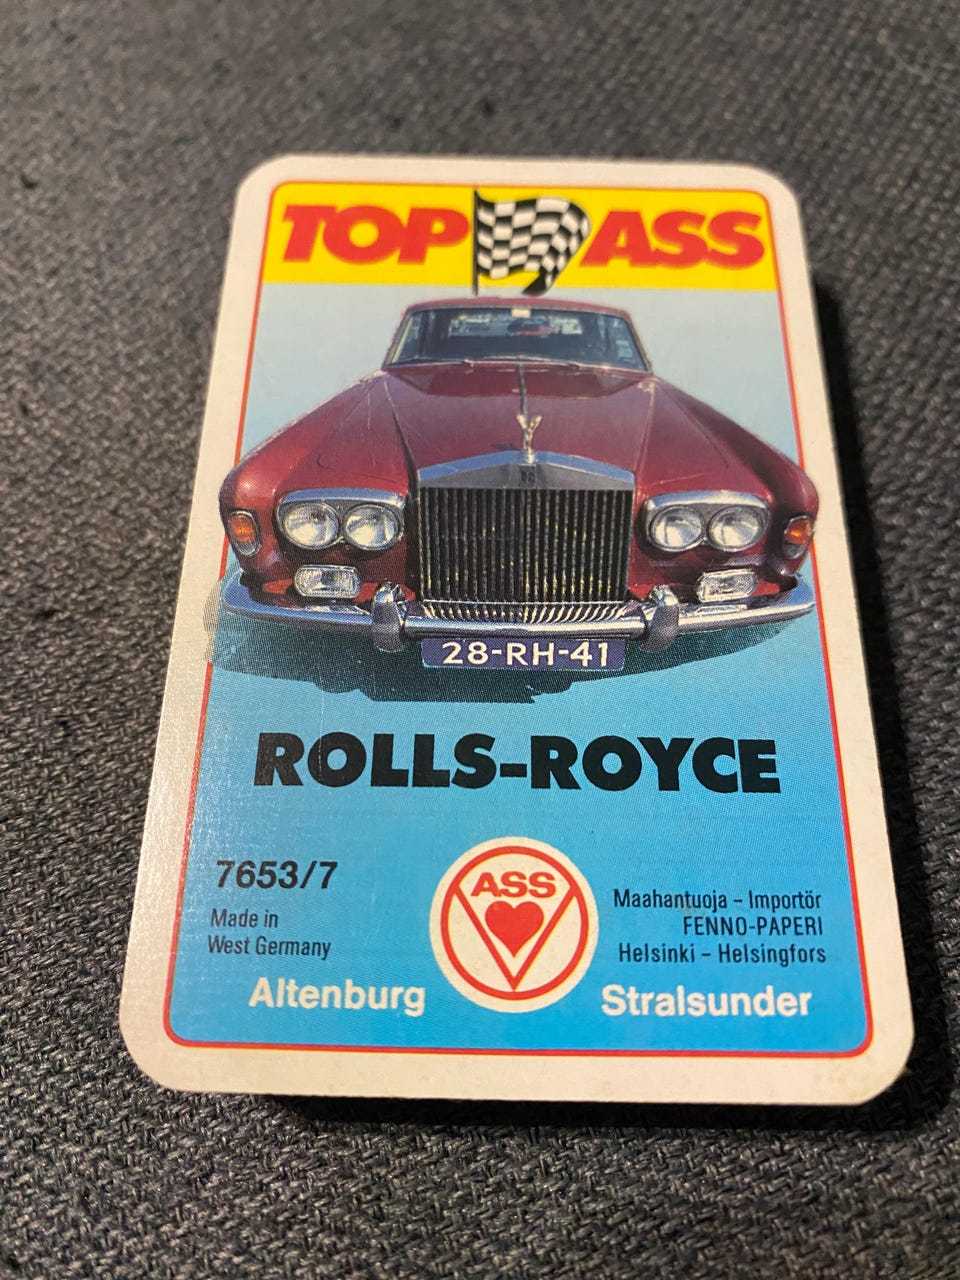 TOP ASS
28-RH-41
ROLLS-ROYCE
7653/7
Made in
West Germany
ASS
Maahantuoja – Importör
FENNO-PAPERI
Helsinki – Helsingfors
Altenburg
Stralsunder